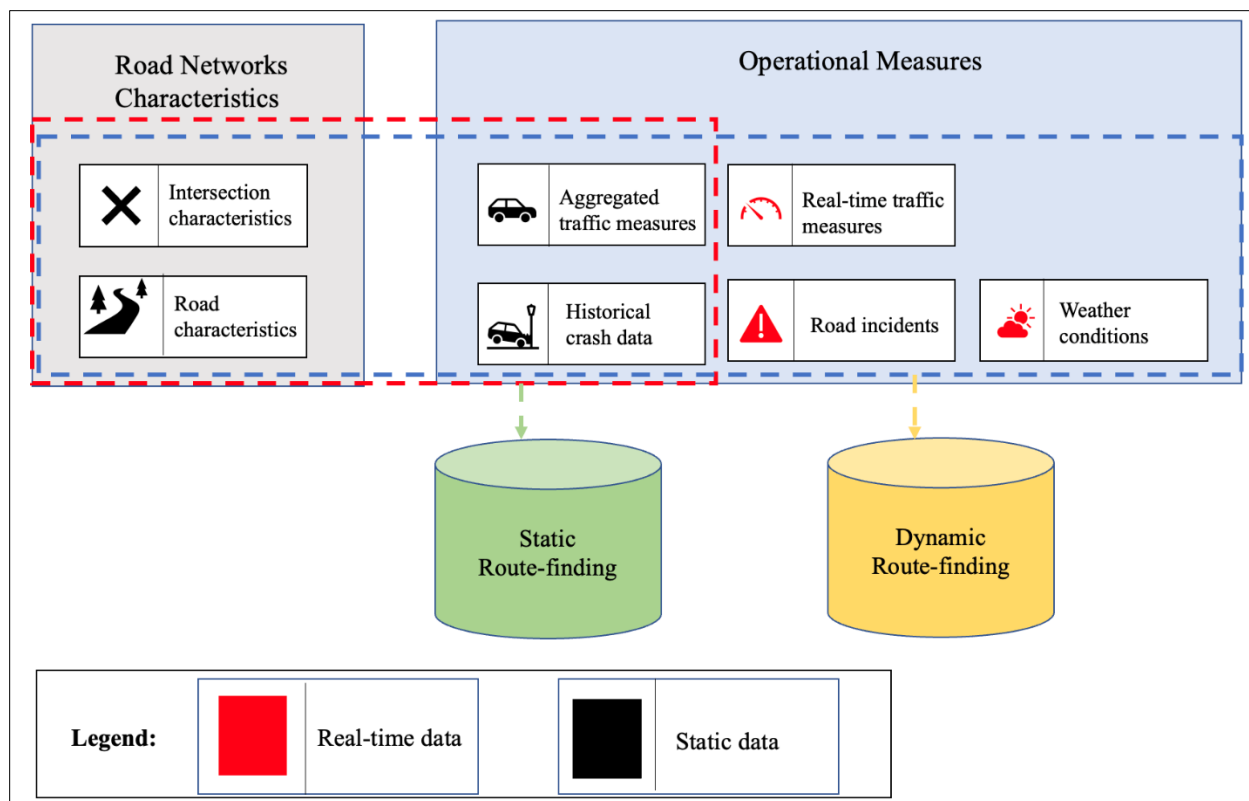 Road Networks
Characteristics
Operational Measures
Intersection
characteristics
Aggregated
traffic measures
Real-time traffic
measures
Road
characteristics
Historical
crash data
Road incidents
Weather
conditions
Static
Route-finding
Dynamic
Route-finding
Legend:
Real-time data
Static data